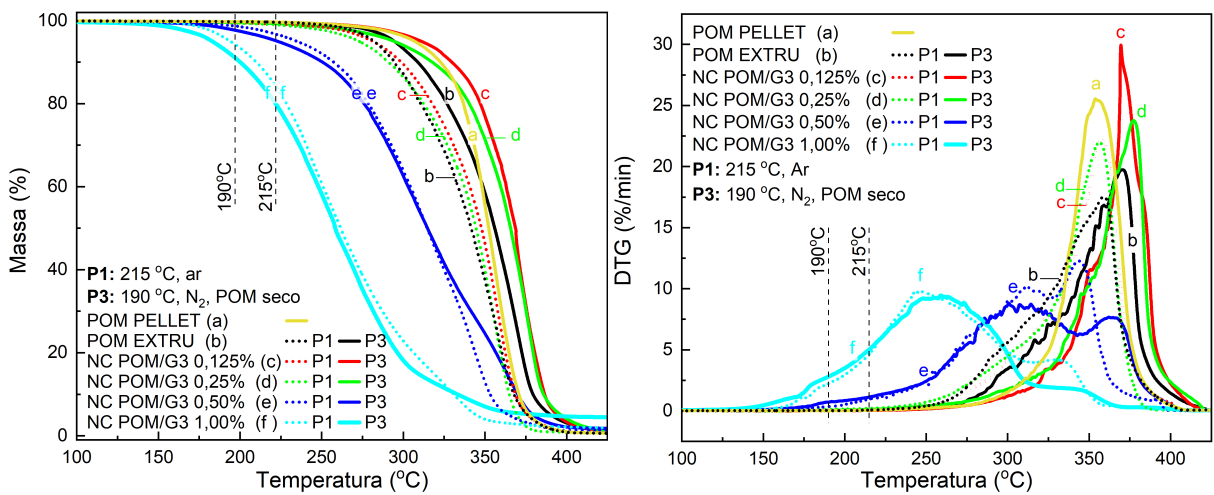 100
80
60
40
20
0
Massa (%)
100 150 200 250 300 350 400
Temperatura (°C)
190°C
215°C
f f
e e
c
d
b
b
a
c
d
P1: 215 °C, ar
P3: 190 °C, N₂, POM seco
POM PELLET (a)
POM EXTRU (b) P1 P3
NC POM/G3 0,125% (c) P1 P3
NC POM/G3 0,25% (d) P1 P3
NC POM/G3 0,50% (e) P1 P3
NC POM/G3 1,00% (f) P1 P3
30
25
20
15
10
5
0
DTG (%/min)
100 150 200 250 300 350 400
Temperatura (°C)
POM PELLET (a)
POM EXTRU (b) P1 P3
NC POM/G3 0,125% (c) P1 P3
NC POM/G3 0,25% (d) P1 P3
NC POM/G3 0,50% (e) P1 P3
NC POM/G3 1,00% (f) P1 P3
P1: 215 °C, Ar
P3: 190 °C, N₂, POM seco
190°C
215°C
c
a
d
d
c
b
b
f
e
f
e